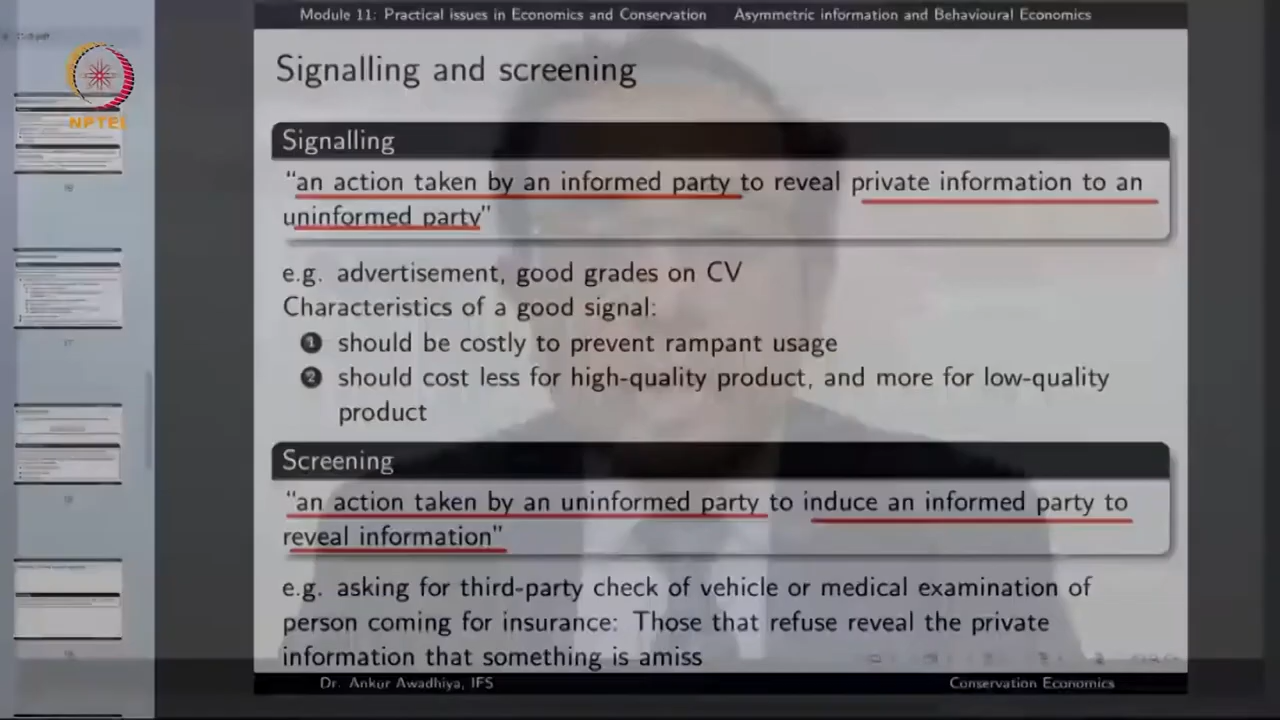 Module 11: Practical issues in Economics and Conservation Asymmetric information and Behavioural Economics
NPTEL
Signalling and screening
Signalling
“an action taken by an informed party to reveal private information to an
uninformed party”
e.g. advertisement, good grades on CV
Characteristics of a good signal:
1 should be costly to prevent rampant usage
2 should cost less for high-quality product, and more for low-quality
product
Screening
“an action taken by an uninformed party to induce an informed party to
reveal information”
e.g. asking for third-party check of vehicle or medical examination of
person coming for insurance: Those that refuse reveal the private
information that something is amiss
Dr. Ankur Awadhiya, IFS Conservation Economics